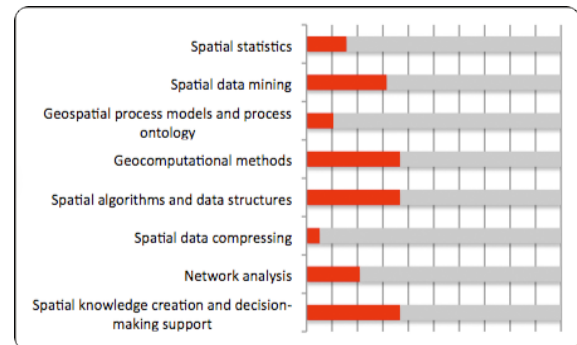 Spatial statistics
Spatial data mining
Geospatial process models and process
ontology
Geocomputational methods
Spatial algorithms and data structures
Spatial data compressing
Network analysis
Spatial knowledge creation and decision-
making support